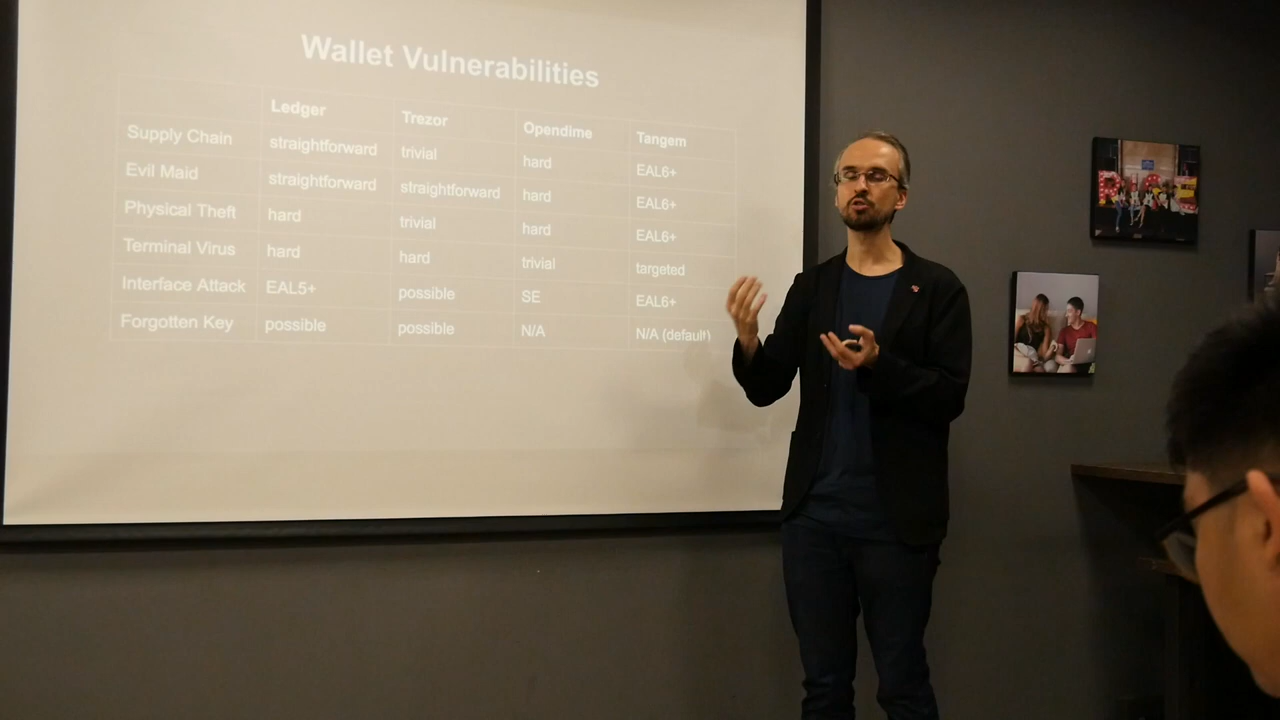 Wallet Vulnerabilities
Ledger Trezor Opendime Tangem
Supply Chain straightforward trivial hard EAL6+
Evil Maid straightforward straightforward hard EAL6+
Physical Theft hard trivial hard EAL6+
Terminal Virus hard hard trivial targeted
Interface Attack EAL5+ possible SE EAL6+
Forgotten Key possible possible N/A N/A (default)